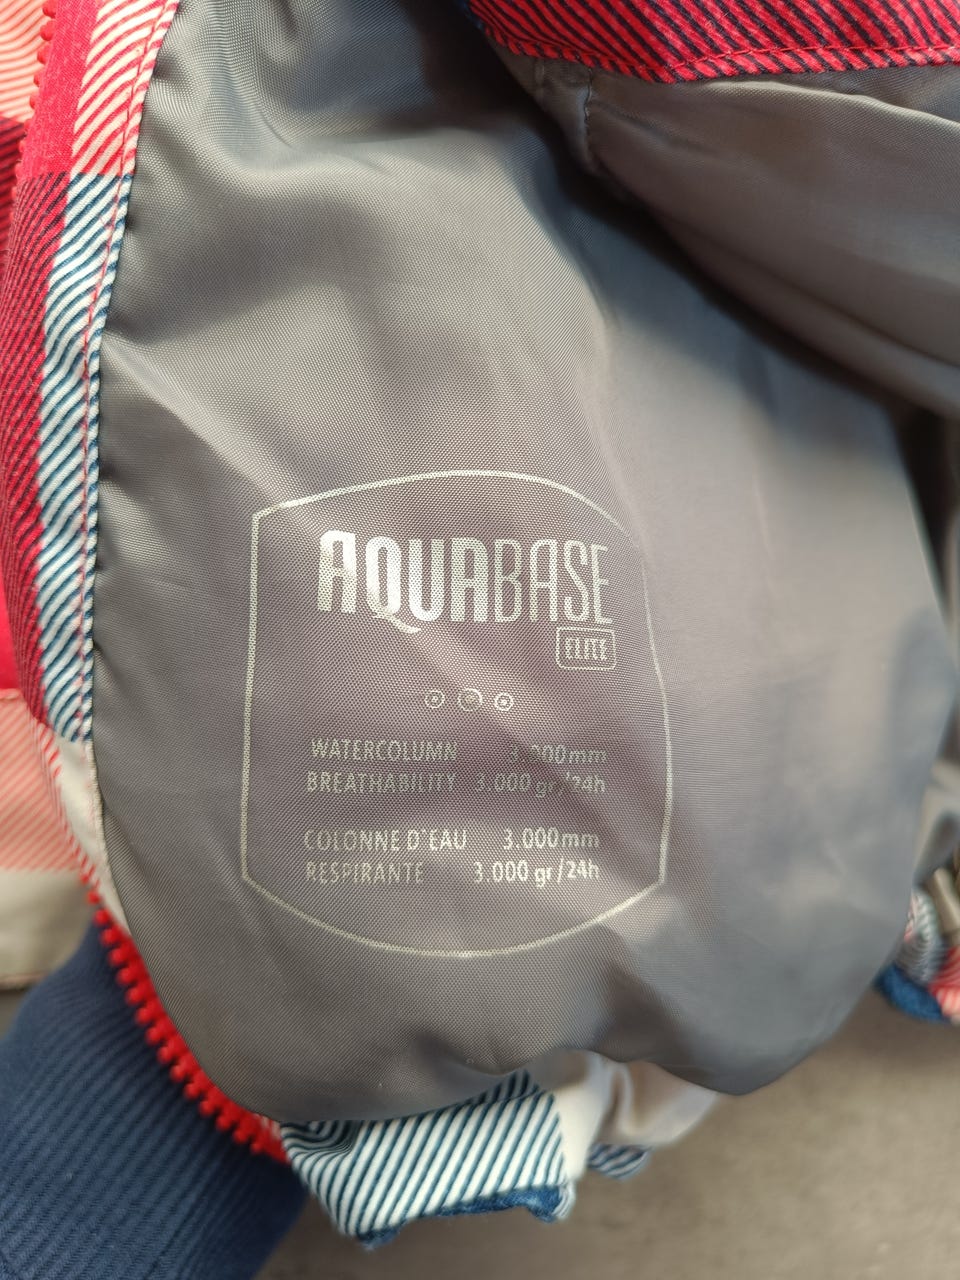 AQUABASE
ELITE
WATERCOLUMN 3.000mm
BREATHABILITY 3.000 gr/24h
COLONNE D'EAU 3.000mm
RESPIRANTE 3.000 gr/24h